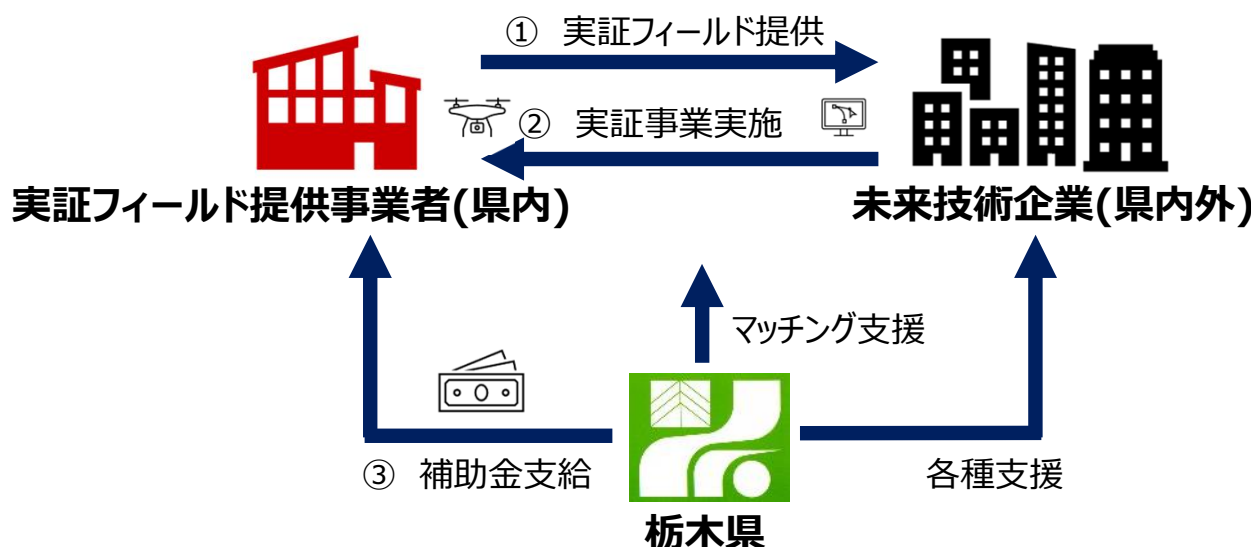 ① 実証フィールド提供
② 実証事業実施
実証フィールド提供事業者(県内)
未来技術企業(県内外)
マッチング支援
③ 補助金支給
各種支援
栃木県